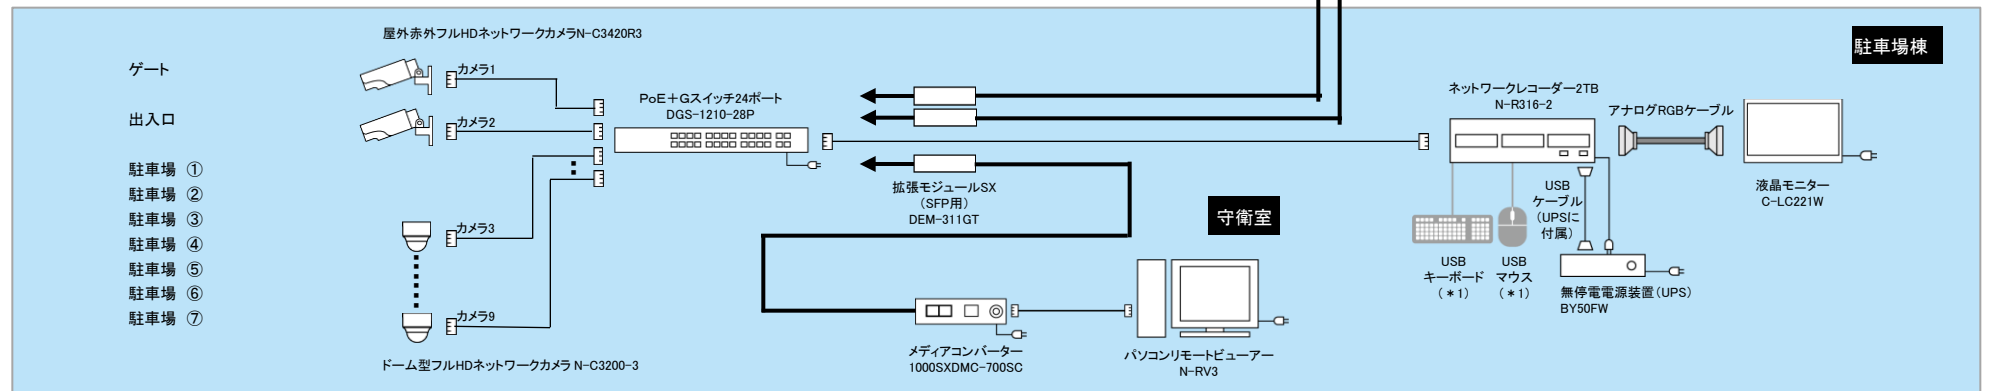 屋外赤外フルHDネットワークカメラN-C3420R3
駐車場棟
ゲート
カメラ1
出入口
カメラ2
駐車場 ①
駐車場 ②
駐車場 ③
駐車場 ④
駐車場 ⑤
駐車場 ⑥
駐車場 ⑦
カメラ3
カメラ9
ドーム型フルHDネットワークカメラ N-C3200-3
PoE+Gスイッチ24ポート
DGS-1210-28P
拡張モジュールSX
(SFP用)
DEM-311GT
守衛室
メディアコンバーター
1000SXDMC-700SC
パソコンリモートビューアー
N-RV3
ネットワークレコーダー2TB
N-R316-2
アナログRGBケーブル
液晶モニター
C-LC221W
USB
ケーブル
(UPSに
付属)
USB
キーボード
(*1)
USB
マウス
(*1)
無停電電源装置(UPS)
BY50FW